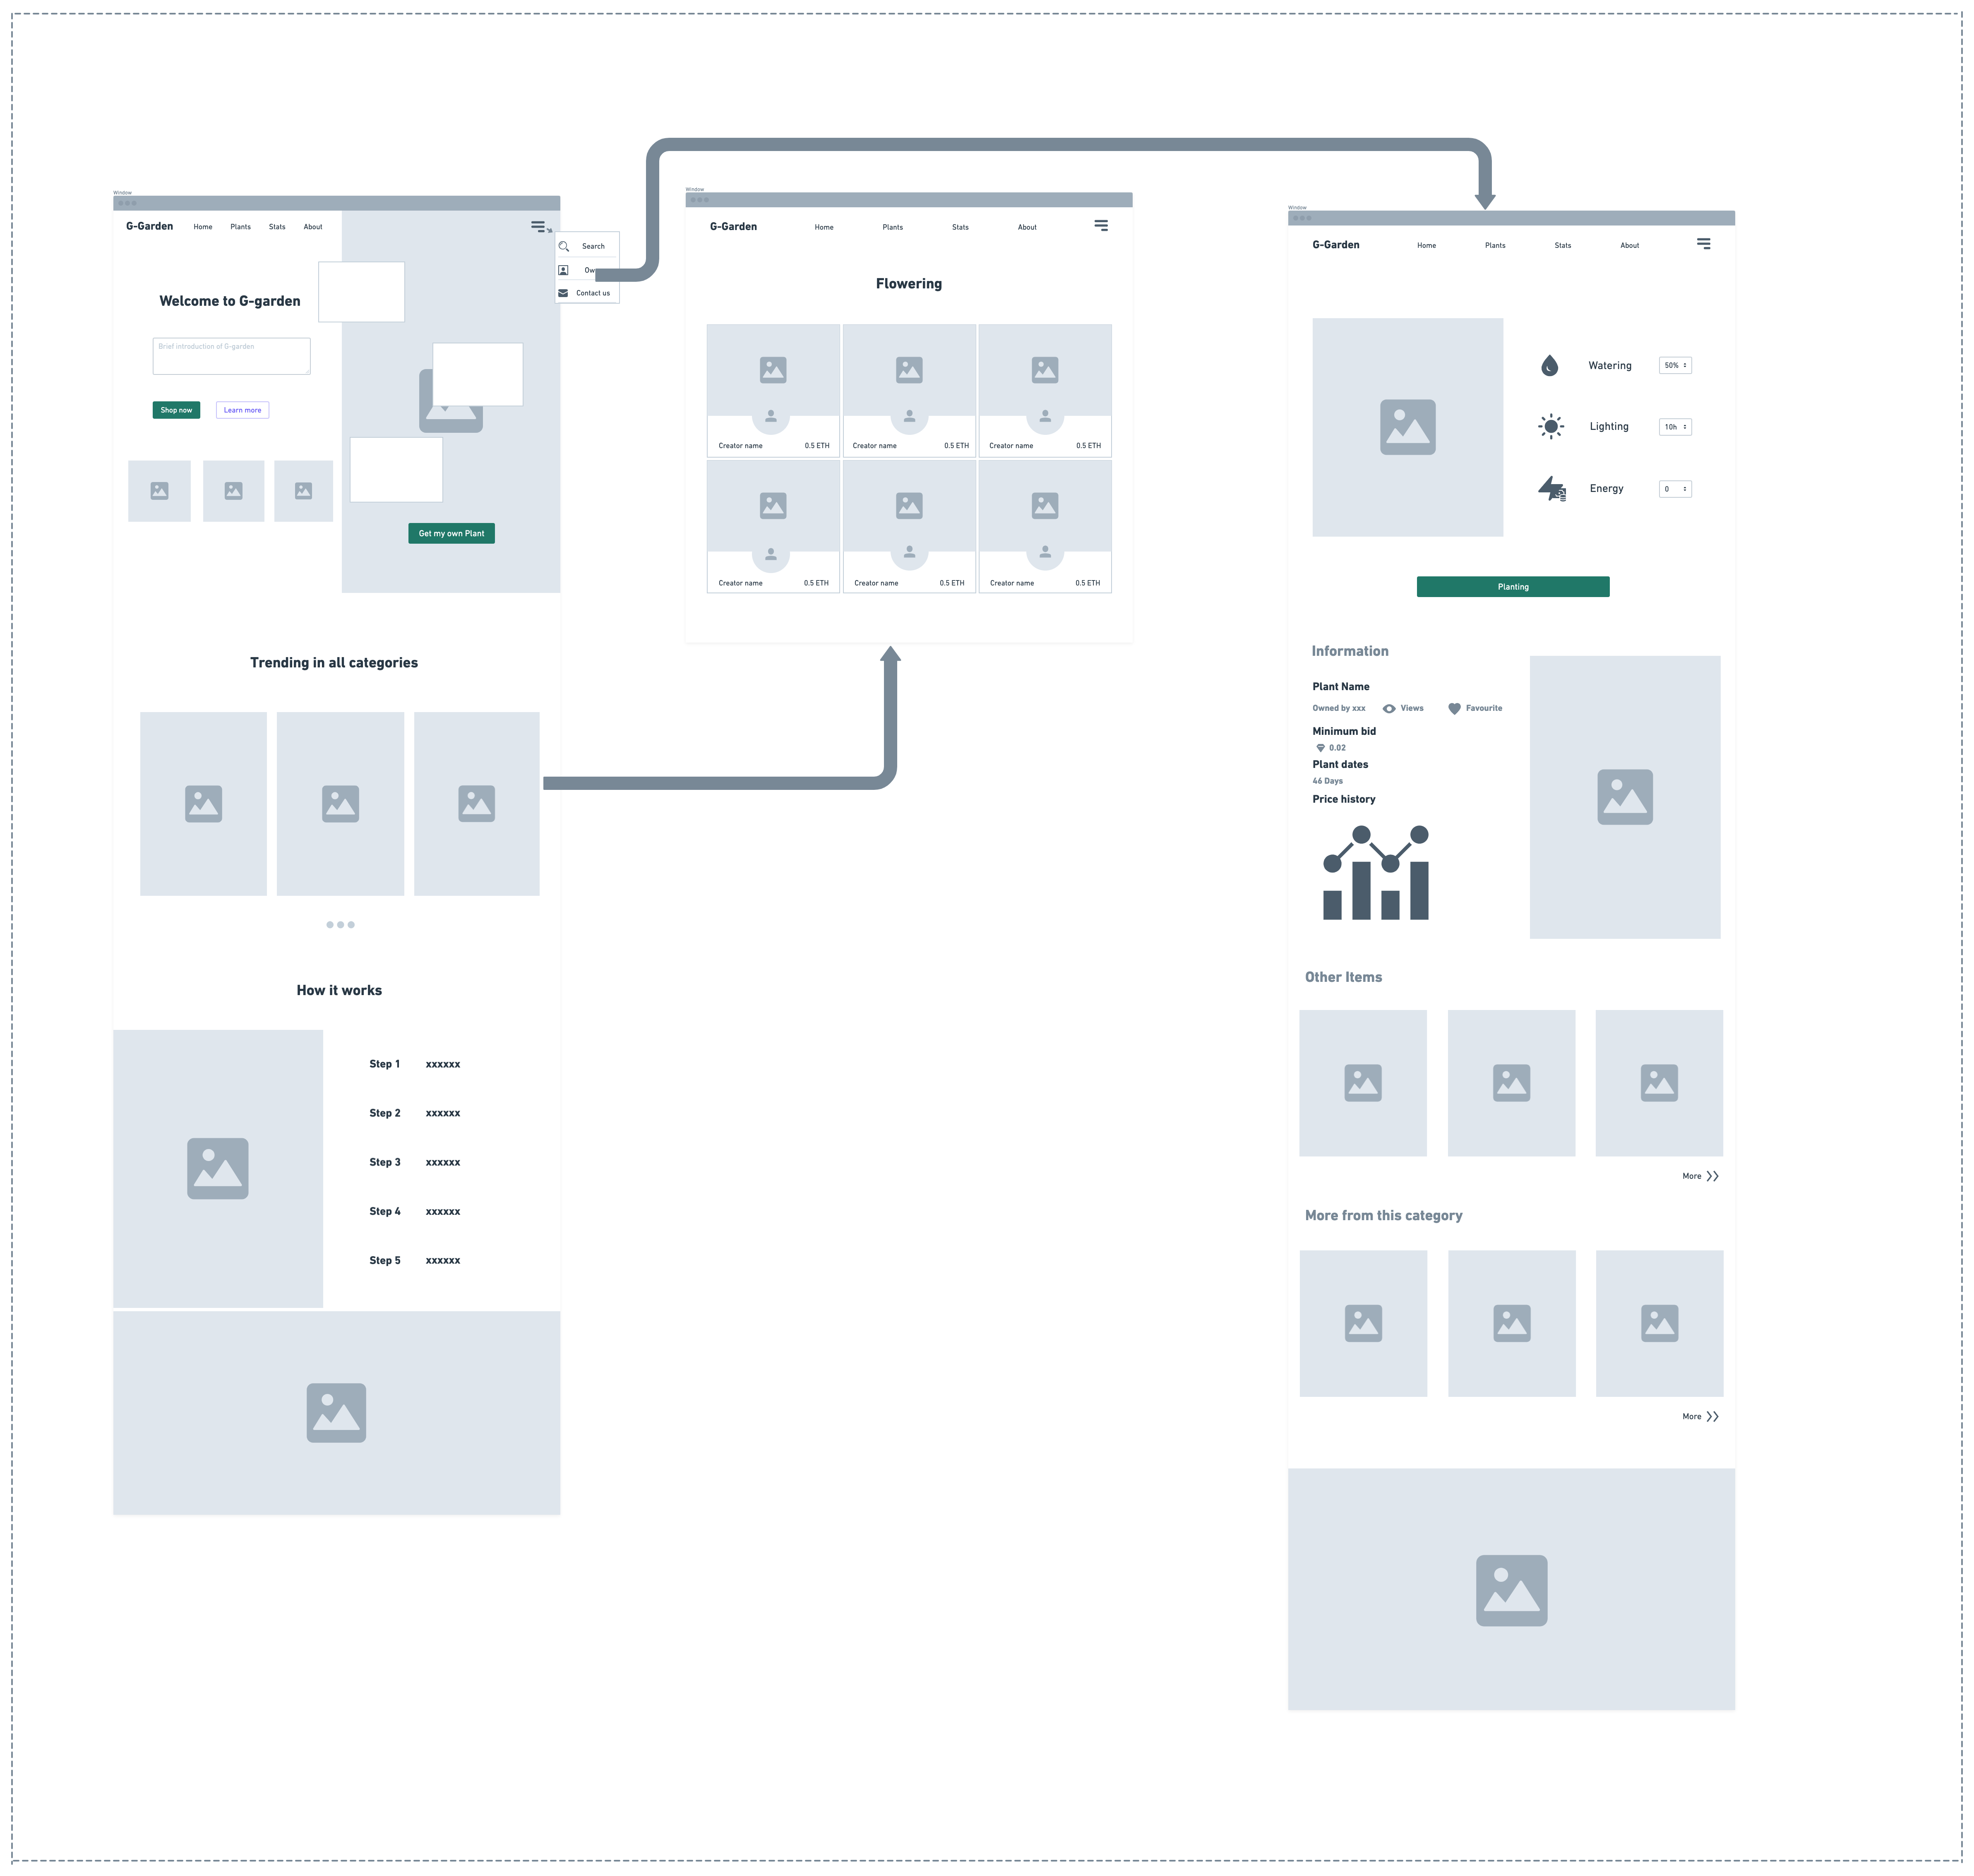 Window
G-Garden Home Plants Stats About
Search
Contact us
Welcome to G-garden
Brief introduction of G-garden
Shop now Learn more
Get my own Plant
Trending in all categories
How it works
Step 1 xxxxxx
Step 2 xxxxxx
Step 3 xxxxxx
Step 4 xxxxxx
Step 5 xxxxxx
Window
G-Garden Home Plants Stats About
Flowering
Creator name 0.5 ETH Creator name 0.5 ETH Creator name 0.5 ETH
Creator name 0.5 ETH Creator name 0.5 ETH Creator name 0.5 ETH
Window
G-Garden Home Plants Stats About
Watering 50%
Lighting 10h
Energy 0
Planting
Information
Plant Name
Owned by xxx Views Favourite
Minimum bid
0.02
Plant dates
46 Days
Price history
Other Items
More
More from this category
More